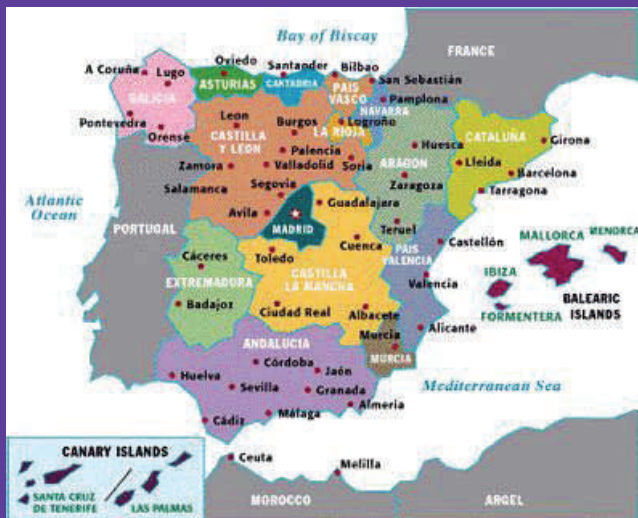 Bay of Biscay
FRANCE
A Coruña
Lugo
Oviedo
Santander
Bilbao
San Sebastián
ASTURIAS
CANTABRIA
PAIS
VASCO
NAVARRA
Pamplona
GALICIA
Pontevedra
Orense
Leon
Burgos
Logroño
LA RIOJA
CASTILLA
Y LEON
Palencia
Huesca
CATALUÑA
Girona
Zamora
Valladolid
Soria
ARAGON
Lleida
Barcelona
Salamanca
Segovia
Zaragoza
Tarragona
Atlantic
Ocean
Avila
Guadalajara
MADRID
Teruel
PORTUGAL
Cuenca
PAIS
VALENCIA
Castellón
MALLORCA
MENORCA
Cáceres
Toledo
IBIZA
EXTREMADURA
CASTILLA
LA MANCHA
Valencia
BALEARIC
ISLANDS
Badajoz
Ciudad Real
Albacete
FORMENTERA
Alicante
Murcia
MURCIA
ANDALUCIA
Córdoba
Jaén
Huelva
Sevilla
Granada
Mediterranean Sea
Almeria
Cádiz
Málaga
CANARY ISLANDS
Ceuta
Melilla
SANTA CRUZ
DE TENERIFE
LAS PALMAS
MOROCCO
ARGEL